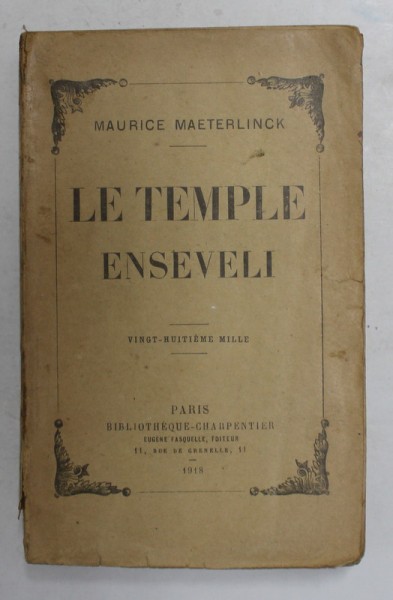 MAURICE MAETERLINCK
LE TEMPLE
ENSEVELI
VINGT-HUITIÈME MILLE
PARIS
BIBLIOTHÈQUE-CHARPENTIER
EUGÈNE FASQUELLE, ÉDITEUR
11, RUE DE GRENELLE, 11
1918